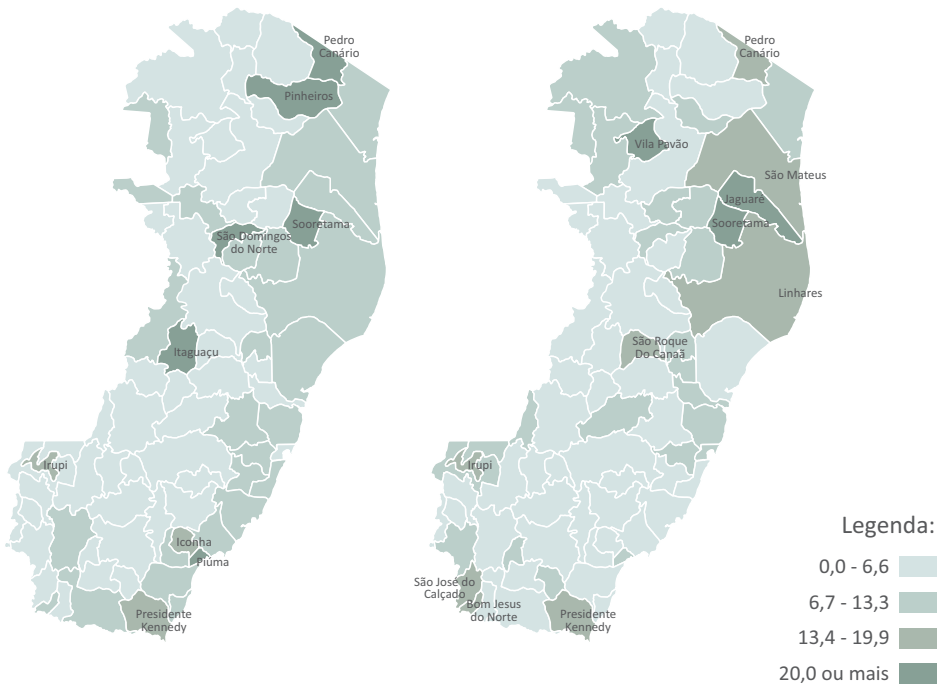 Pedro
Canário
Pinheiros
Sooretama
São Domingos
do Norte
Itaguaçu
Irupi
Iconha
Piúma
Presidente
Kennedy
Pedro
Canário
Vila Pavão
São Mateus
Jaguaré
Sooretama
Linhares
São Roque
Do Canaã
Irupi
São José do
Calçado
Bom Jesus
do Norte
Presidente
Kennedy
Legenda:
0,0 - 6,6
6,7 - 13,3
13,4 - 19,9
20,0 ou mais